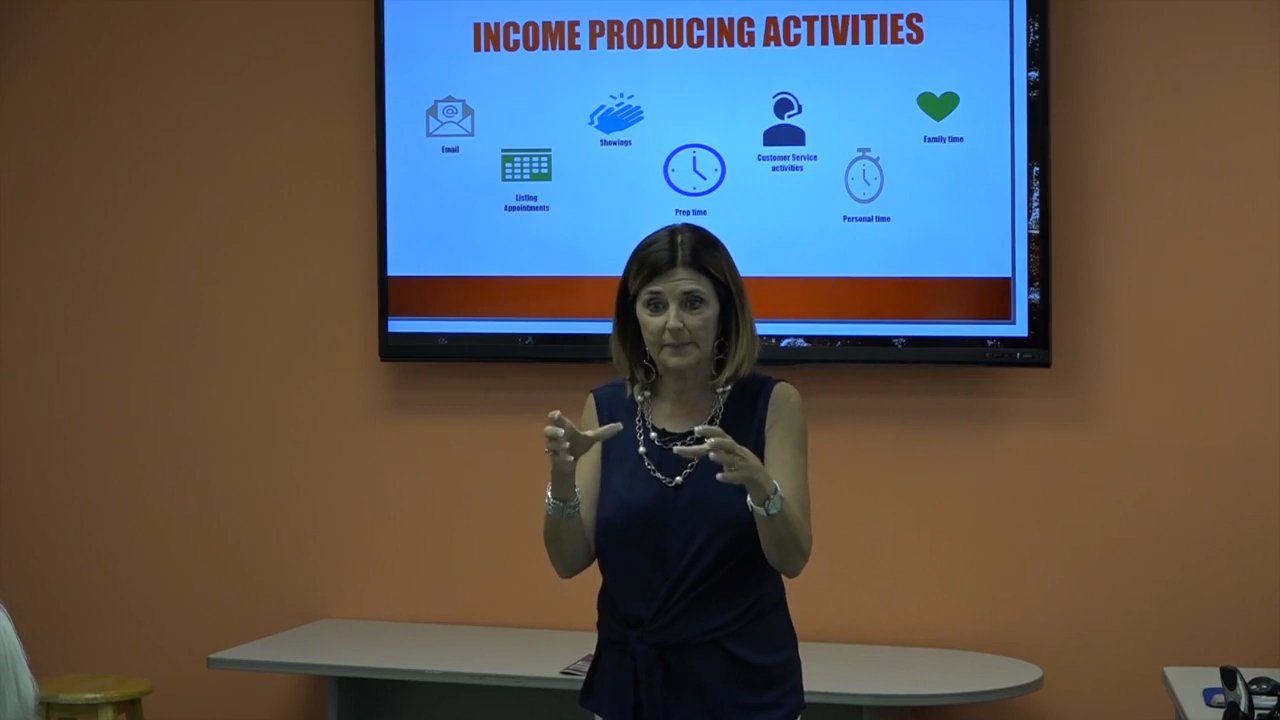 INCOME PRODUCING ACTIVITIES
@
Email
Listing
Appointments
Showings
Prep time
Customer Service
activities
Personal time
Family time